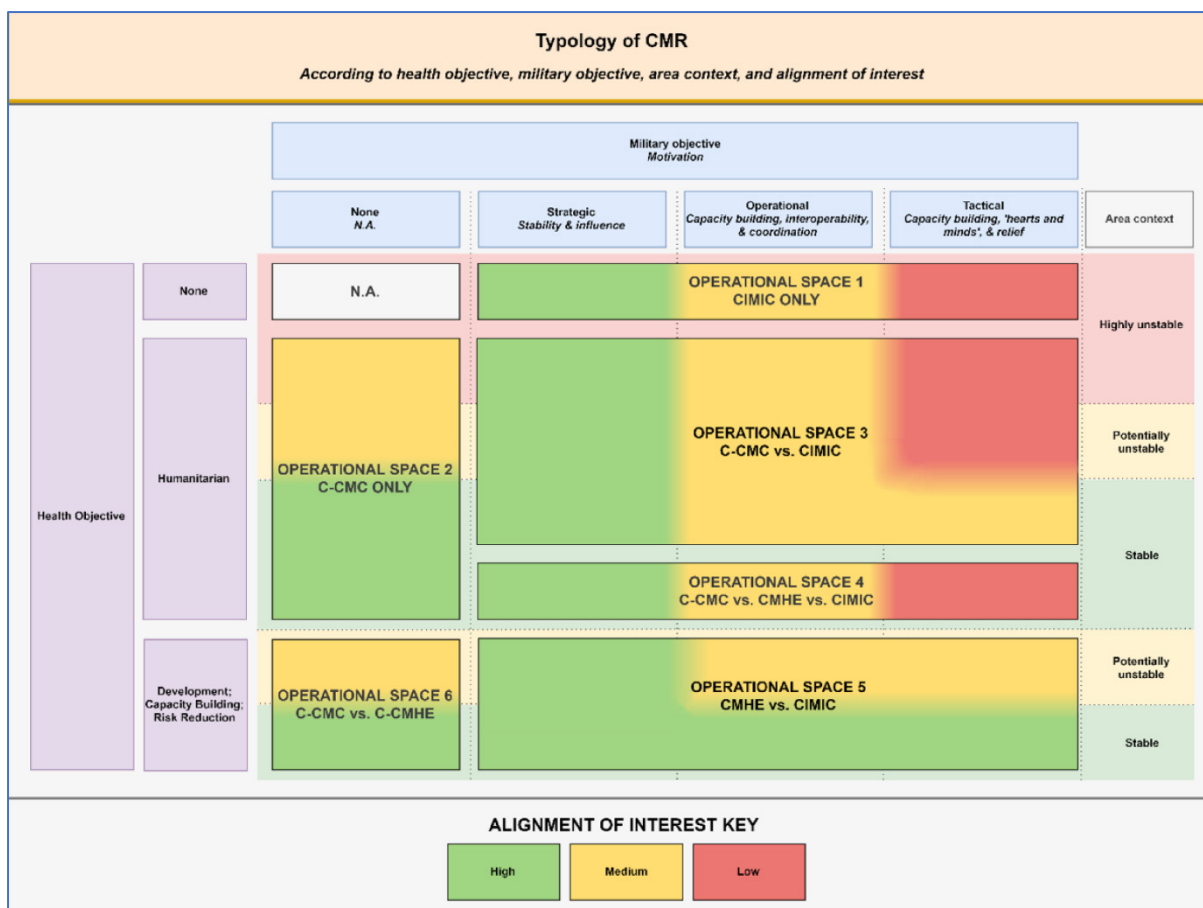 Typology of CMR
According to health objective, military objective, area context, and alignment of interest
Military objective
Motivation
None
N.A.
Strategic
Stability & influence
Operational
Capacity building, interoperability,
& coordination
Tactical
Capacity building, 'hearts and
minds', & relief
Area context
Health Objective
None
N.A.
OPERATIONAL SPACE 1
CIMIC ONLY
Highly unstable
Humanitarian
OPERATIONAL SPACE 2
C-CMC ONLY
OPERATIONAL SPACE 3
C-CMC vs. CIMIC
Potentially
unstable
Stable
OPERATIONAL SPACE 4
C-CMC vs. CMHE vs. CIMIC
Development;
Capacity Building;
Risk Reduction
OPERATIONAL SPACE 6
C-CMC vs. C-CMHE
OPERATIONAL SPACE 5
CMHE vs. CIMIC
Potentially
unstable
Stable
ALIGNMENT OF INTEREST KEY
High
Medium
Low